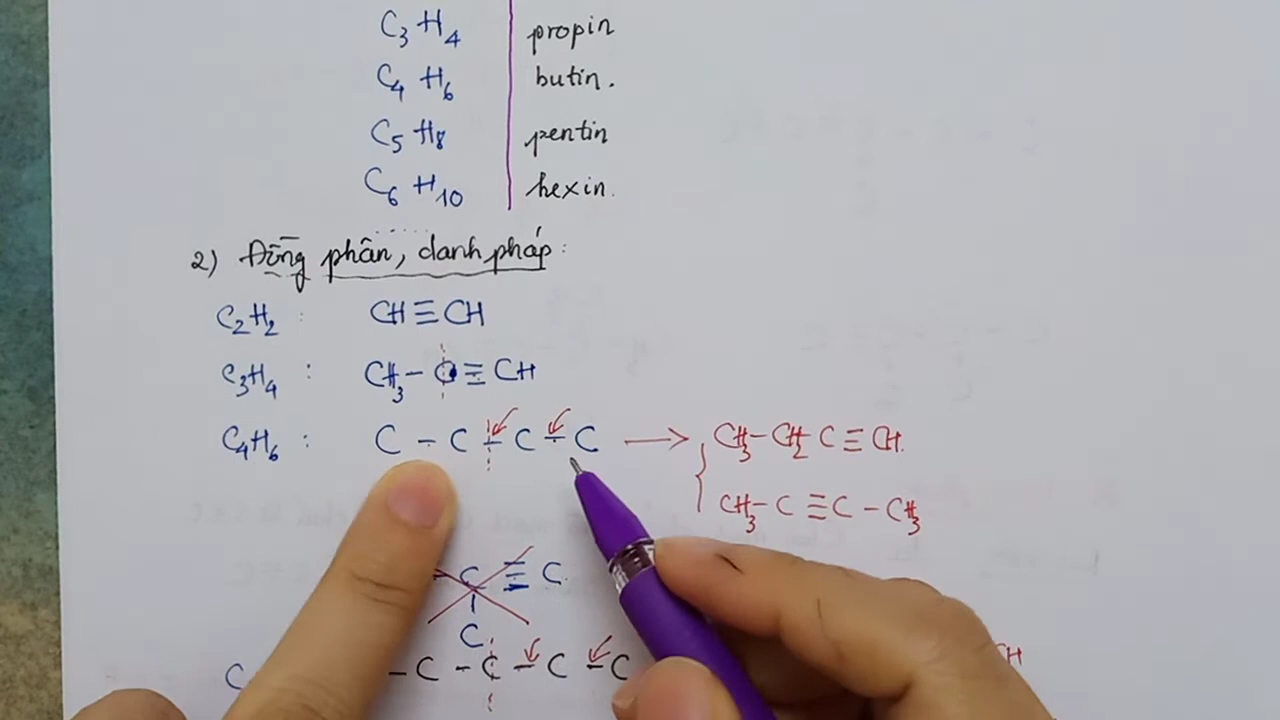 C₃H₄ propin
C₄H₆ butin.
C₅H₈ pentin
C₆H₁₀ hexin.
2) Đồng phân, danh pháp:
C₂H₂ : CH≡CH
C₃H₄ : CH₃-C≡CH
C₄H₆ : C-C-C-C → CH₃-CH₂ C≡CH.
CH₃-C≡C-CH₃
-C≡C
C
C -C-C-C-C